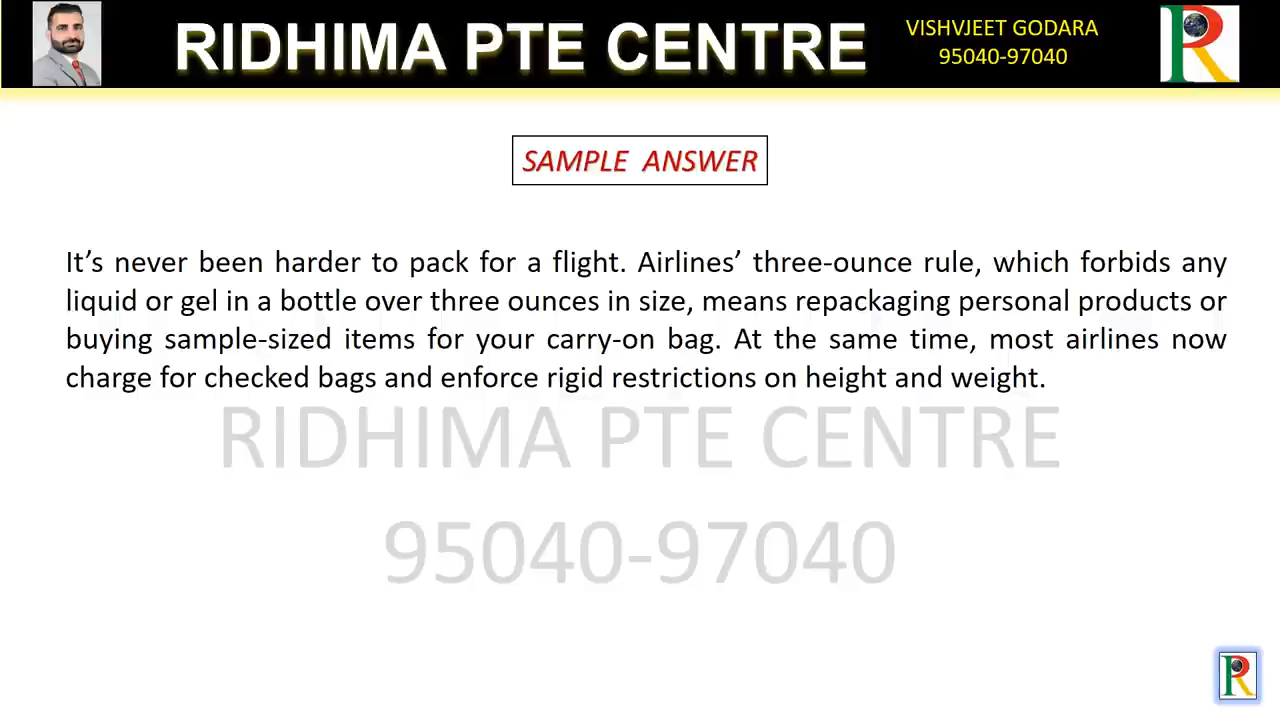 RIDHIMA PTE CENTRE
VISHVJEET GODARA
95040-97040
SAMPLE ANSWER
It’s never been harder to pack for a flight. Airlines’ three-ounce rule, which forbids any
liquid or gel in a bottle over three ounces in size, means repackaging personal products or
buying sample-sized items for your carry-on bag. At the same time, most airlines now
charge for checked bags and enforce rigid restrictions on height and weight.
RIDHIMA PTE CENTRE
95040-97040